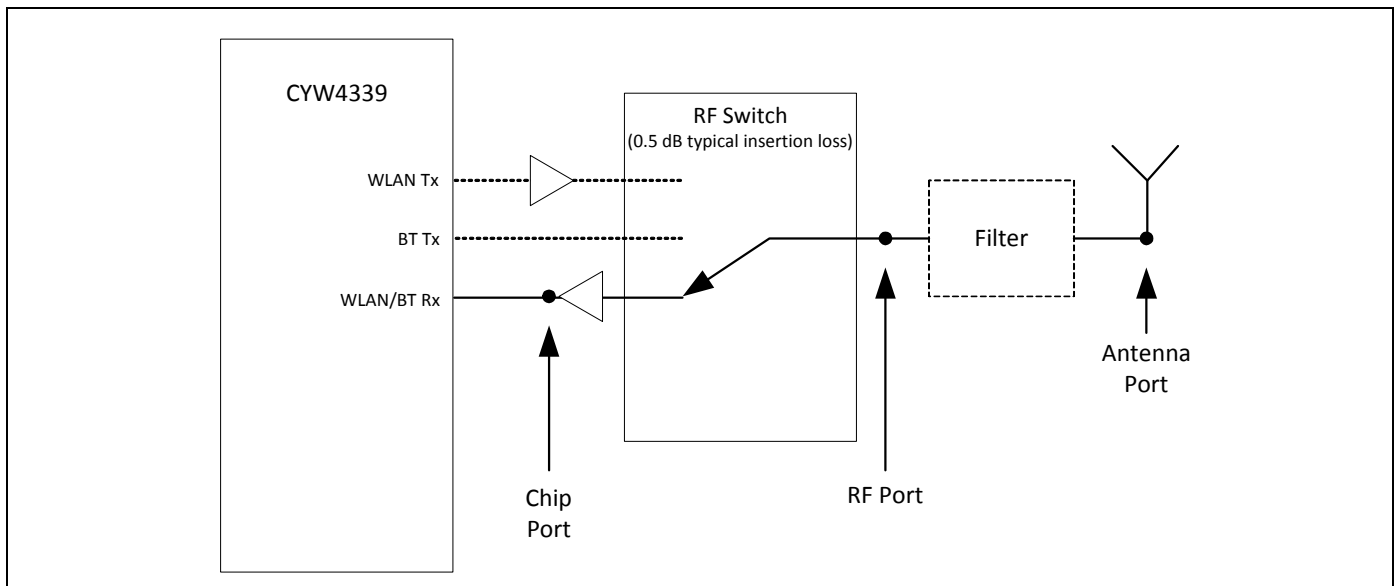 CYW4339
RF Switch
(0.5 dB typical insertion loss)
WLAN Tx
BT Tx
WLAN/BT Rx
Filter
Chip
Port
RF Port
Antenna
Port